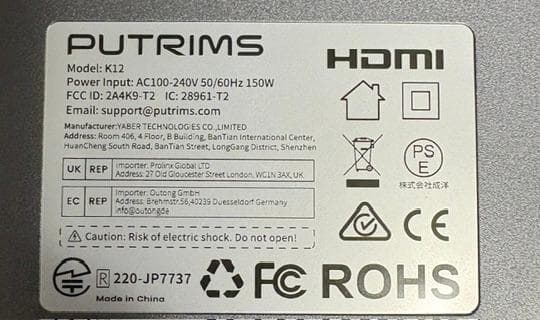 PUTRIMS
HDMI
Model: K12
Power Input: AC100-240V 50/60Hz 150W
FCC ID: 2A4K9-T2 IC: 28961-T2
Email: support@putrims.com
Manufacturer:YABER TECHNOLOGIES CO.,LIMITED
Address: Room 406, 4 Floor, B Building, BanTian International Center,
HuanCheng South Road, BanTian Street, LongGang District, Shenzhen
UK REP Importer: Prolinx Global LTD
Address: 27 Old Gloucester Street London, WC1N 3AX, UK
EC REP Importer: Outong GmbH
Address: Brehmstr.56,40239 Duesseldorf Germany
info@outong.de
PS
E
株式会社成洋
Caution: Risk of electric shock. Do not open!
CE
R 220-JP7737
FC ROHS
Made in China